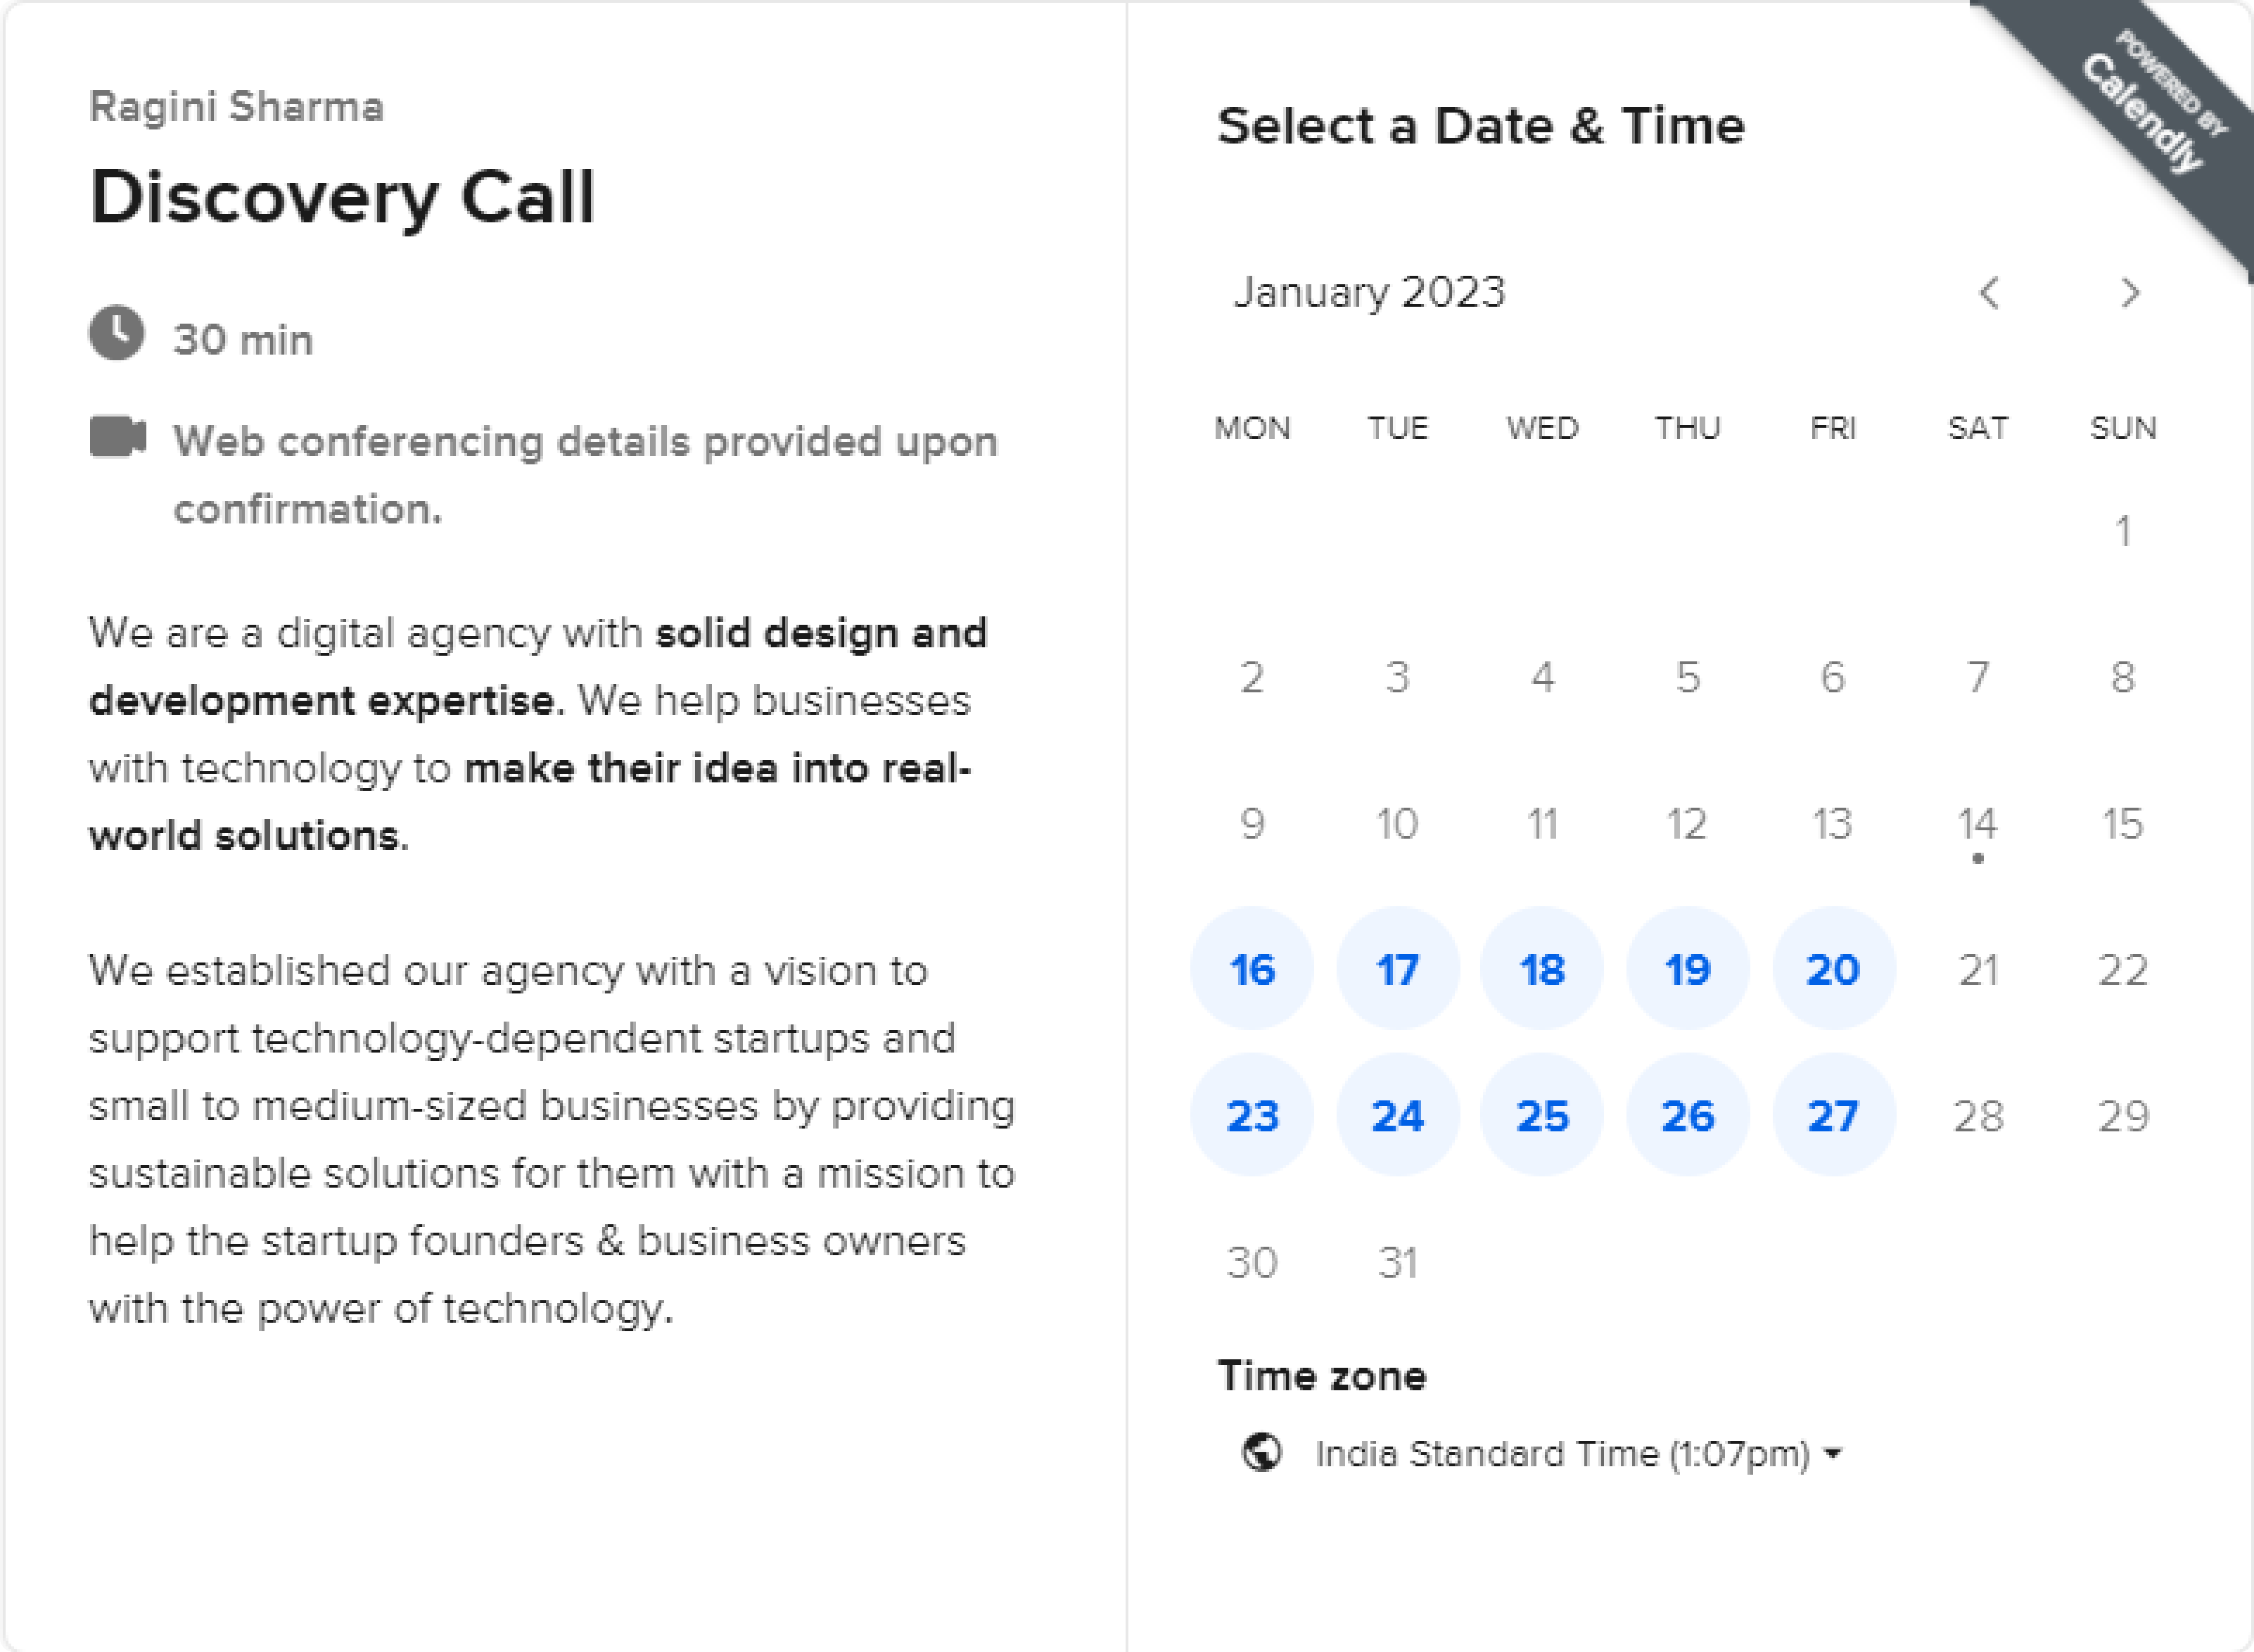 Ragini Sharma
Discovery Call
30 min
Web conferencing details provided upon
confirmation.
We are a digital agency with solid design and
development expertise. We help businesses
with technology to make their idea into real-
world solutions.
We established our agency with a vision to
support technology-dependent startups and
small to medium-sized businesses by providing
sustainable solutions for them with a mission to
help the startup founders & business owners
with the power of technology.
POWERED BY
Calendly
Select a Date & Time
January 2023
MON TUE WED THU FRI SAT SUN
1
2 3 4 5 6 7 8
9 10 11 12 13 14 15
16 17 18 19 20 21 22
23 24 25 26 27 28 29
30 31
Time zone
India Standard Time (1:07pm)